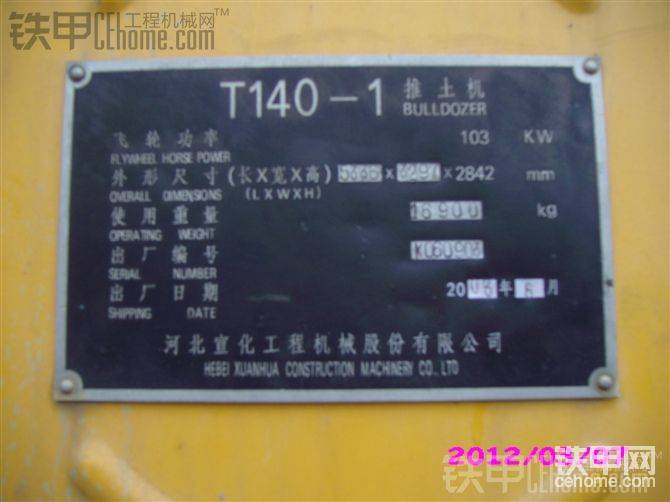 铁甲 工程机械网
CEhome.com
T140-1 推土机
BULLDOZER
飞轮功率 103 KW
FLYWHEEL HORSE POWER
外形尺寸(长X宽X高) x x 2842 mm
OVERALL DIMENSIONS (LXWXH)
使用重量 16900 kg
OPERATING WEIGHT
出厂编号
SERIAL NUMBER
出厂日期 20 年 月
SHIPPING DATE
河北宣化工程机械股份有限公司
HEBEI XUANHUA CONSTRUCTION MACHINERY CO., LTD
铁甲网
cehome.com